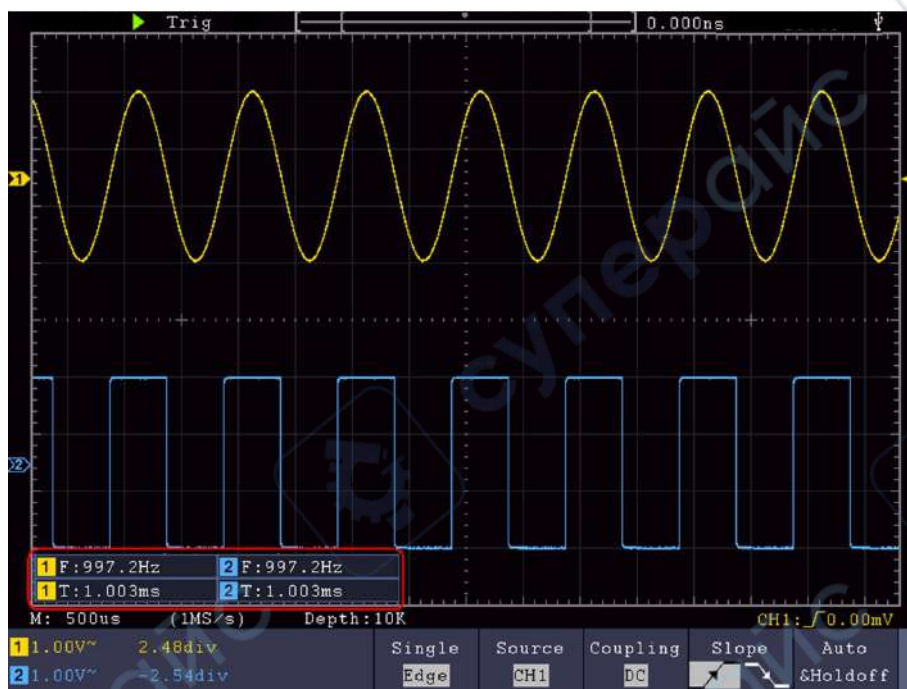 Trig 0.000ns
1
суперайс
2
1 F:997.2Hz 2 F:997.2Hz
1 T:1.003ms 2 T:1.003ms
M: 500us (1MS/s) Depth:10K CH1: 0.00mV
1 1.00V~ 2.48div Single Source Coupling Slope Auto
2 1.00V~ -2.54div Edge CH1 DC &Holdoff